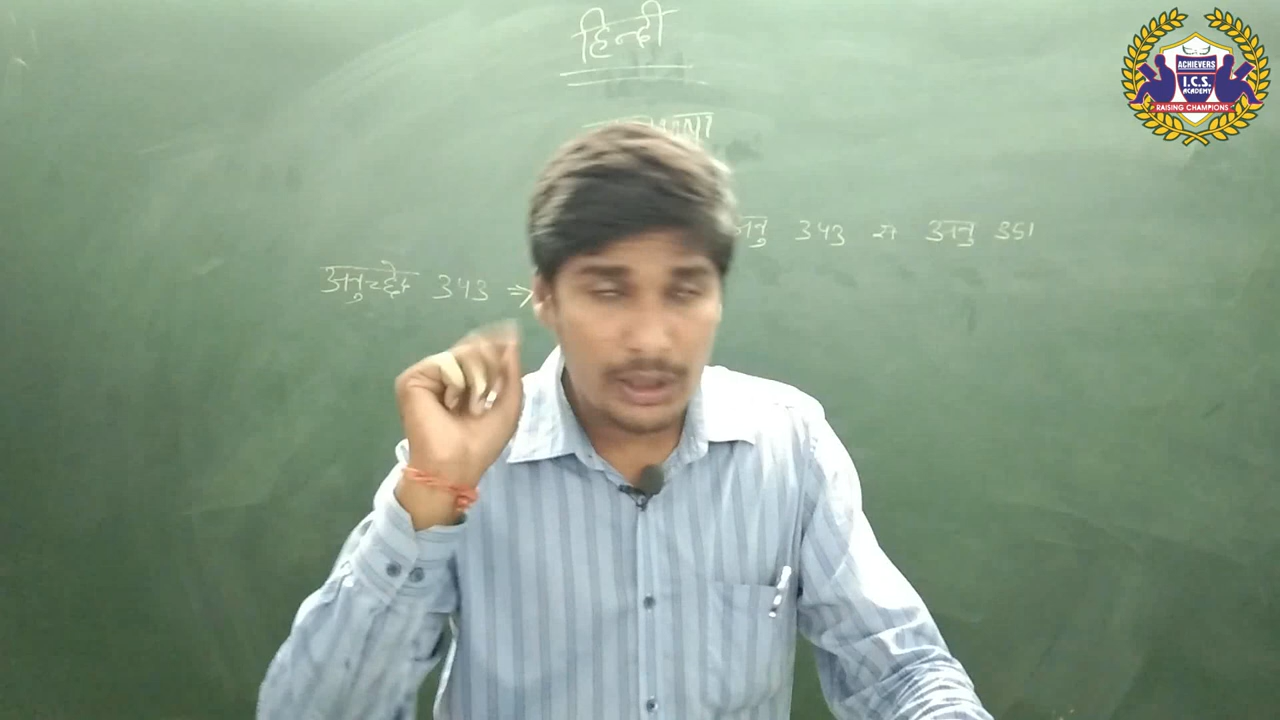 हिन्दी
अनु 343 से अनु 351
अनुच्छेद 343 ⇒
ACHIEVERS
I.C.S.
ACADEMY
RAISING CHAMPIONS